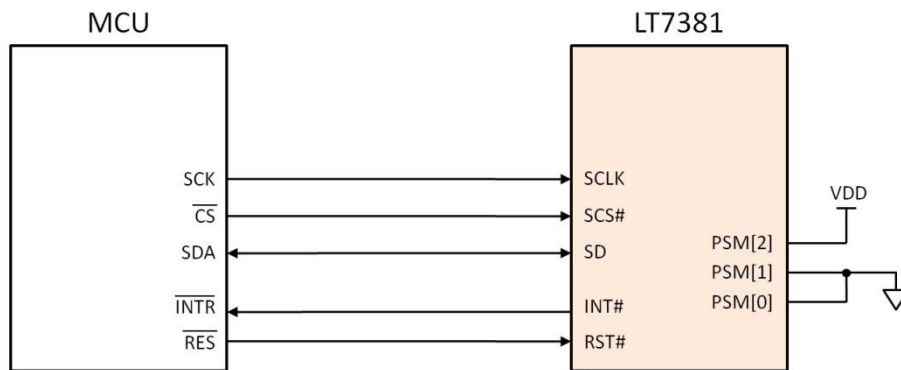 MCU
LT7381
SCK
SCLK
CS
SCS#
SDA
SD
INTR
INT#
RES
RST#
VDD
PSM[2]
PSM[1]
PSM[0]